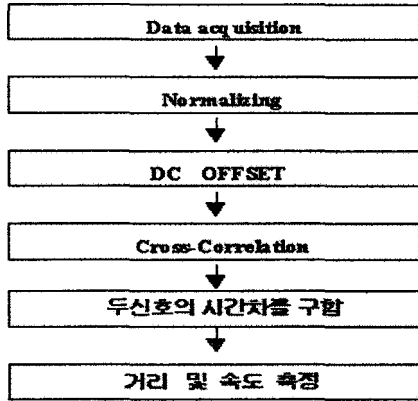 Data acquisition
Normalizing
DC OFFSET
Cross-Correlation
두신호의 시간차를 구함
거리 및 속도 측정